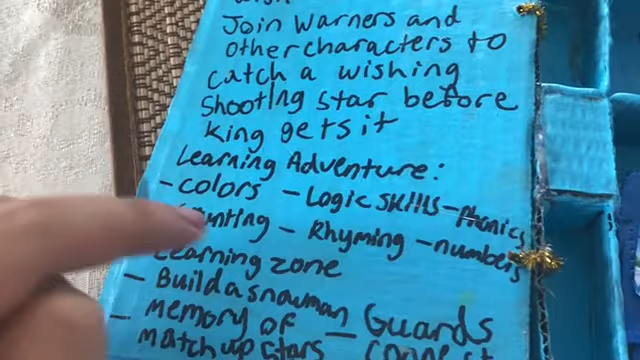 Join Warners and
other characters to
catch a wishing
Shooting star before
king gets it
Learning Adventure:
-colors -Logic skills -Phonics
-Rhyming -numbers
Learning zone
- Build a snowman
- memory of - Guards
match up stars